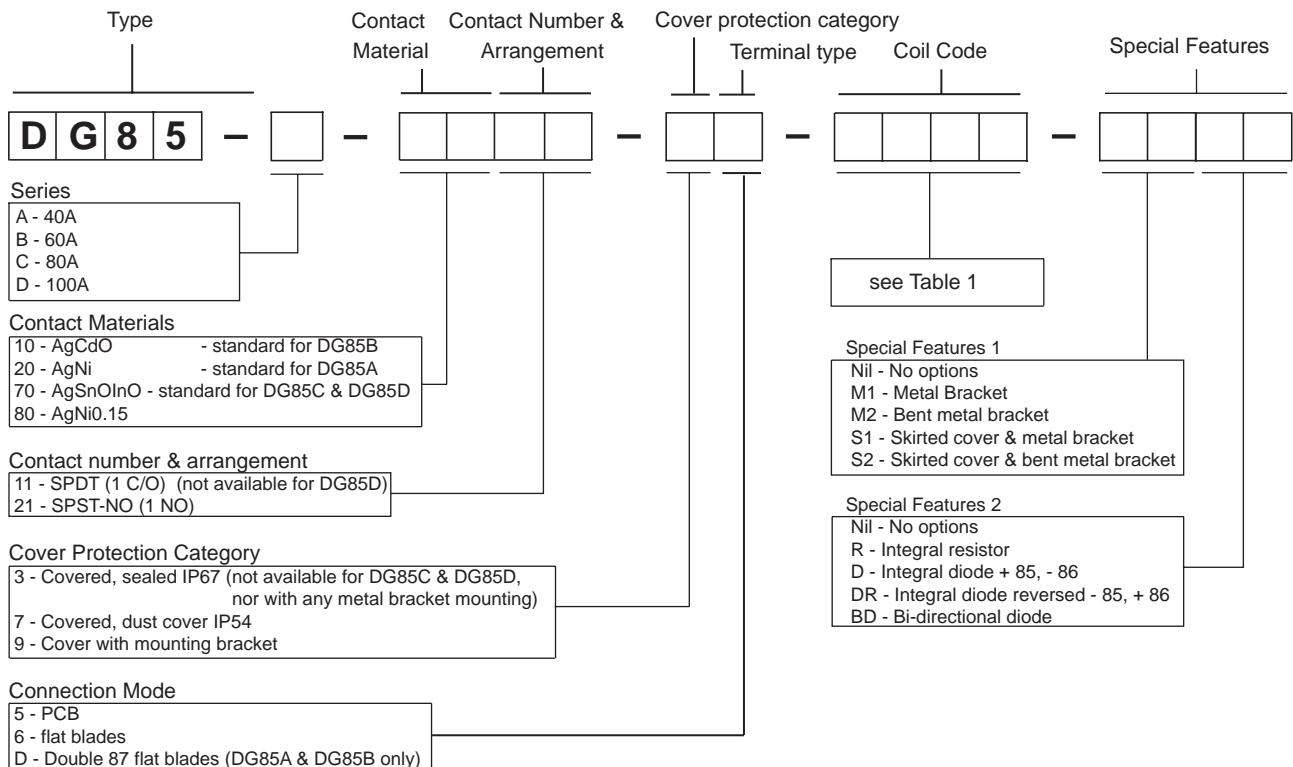 Type
Contact Material
Contact Number & Arrangement
Cover protection category
Terminal type
Coil Code
Special Features
D G 8 5 – – – – –
Series
A - 40A
B - 60A
C - 80A
D - 100A
Contact Materials
10 - AgCdO - standard for DG85B
20 - AgNi - standard for DG85A
70 - AgSnOInO - standard for DG85C & DG85D
80 - AgNi0.15
Contact number & arrangement
11 - SPDT (1 C/O) (not available for DG85D)
21 - SPST-NO (1 NO)
Cover Protection Category
3 - Covered, sealed IP67 (not available for DG85C & DG85D,
nor with any metal bracket mounting)
7 - Covered, dust cover IP54
9 - Cover with mounting bracket
Connection Mode
5 - PCB
6 - flat blades
D - Double 87 flat blades (DG85A & DG85B only)
see Table 1
Special Features 1
Nil - No options
M1 - Metal Bracket
M2 - Bent metal bracket
S1 - Skirted cover & metal bracket
S2 - Skirted cover & bent metal bracket
Special Features 2
Nil - No options
R - Integral resistor
D - Integral diode + 85, - 86
DR - Integral diode reversed - 85, + 86
BD - Bi-directional diode